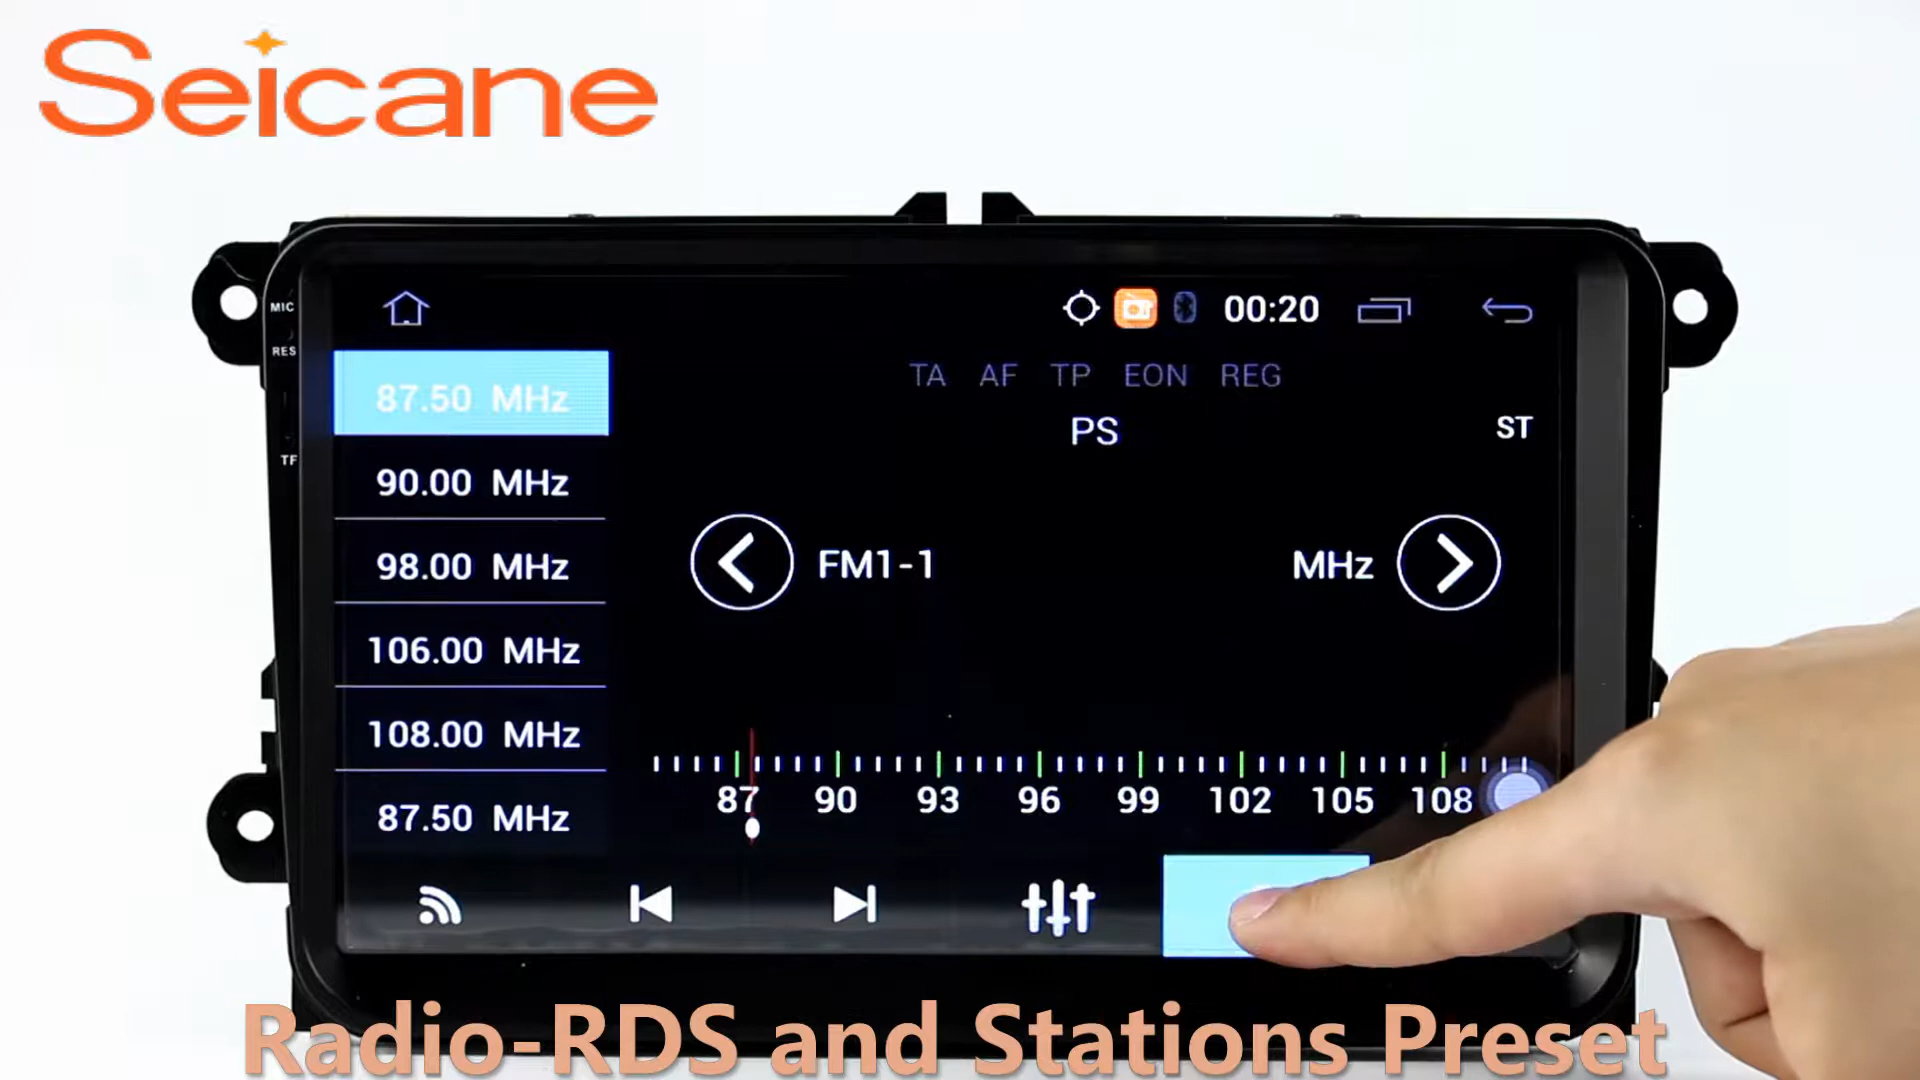 Seicane
MIC
RES
TF
00:20
87.50 MHz
90.00 MHz
98.00 MHz
106.00 MHz
108.00 MHz
87.50 MHz
TA AF TP EON REG
PS
ST
FM1-1
MHz
87 90 93 96 99 102 105 108
Radio-RDS and Stations Preset